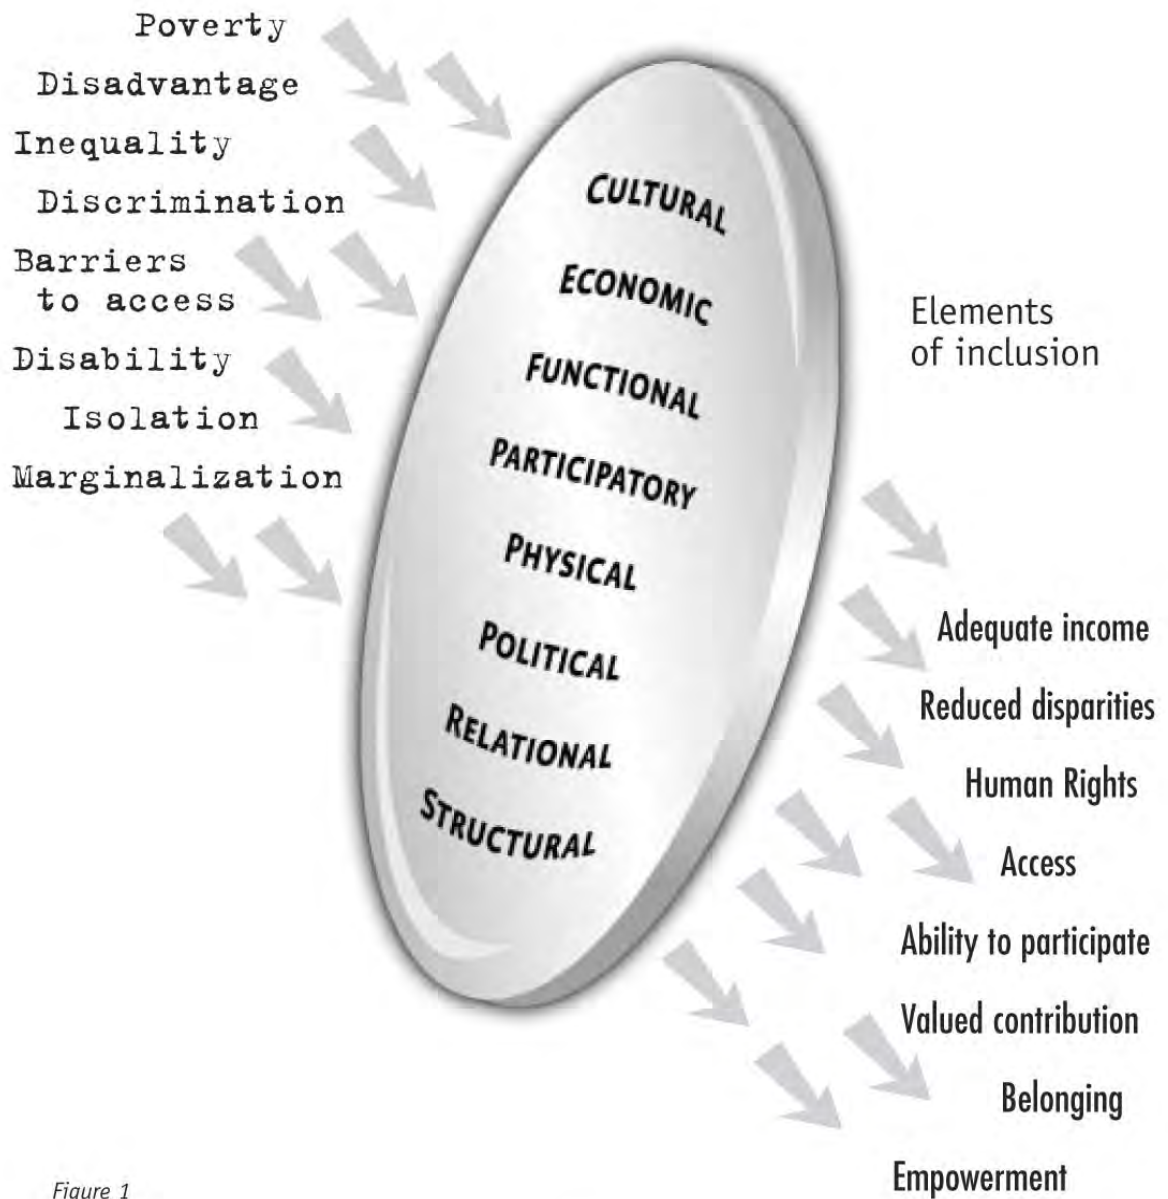 Poverty
Disadvantage
Inequality
Discrimination
Barriers
to access
Disability
Isolation
Marginalization
CULTURAL
ECONOMIC
FUNCTIONAL
PARTICIPATORY
PHYSICAL
POLITICAL
RELATIONAL
STRUCTURAL
Elements
of inclusion
Adequate income
Reduced disparities
Human Rights
Access
Ability to participate
Valued contribution
Belonging
Empowerment
Figure 1